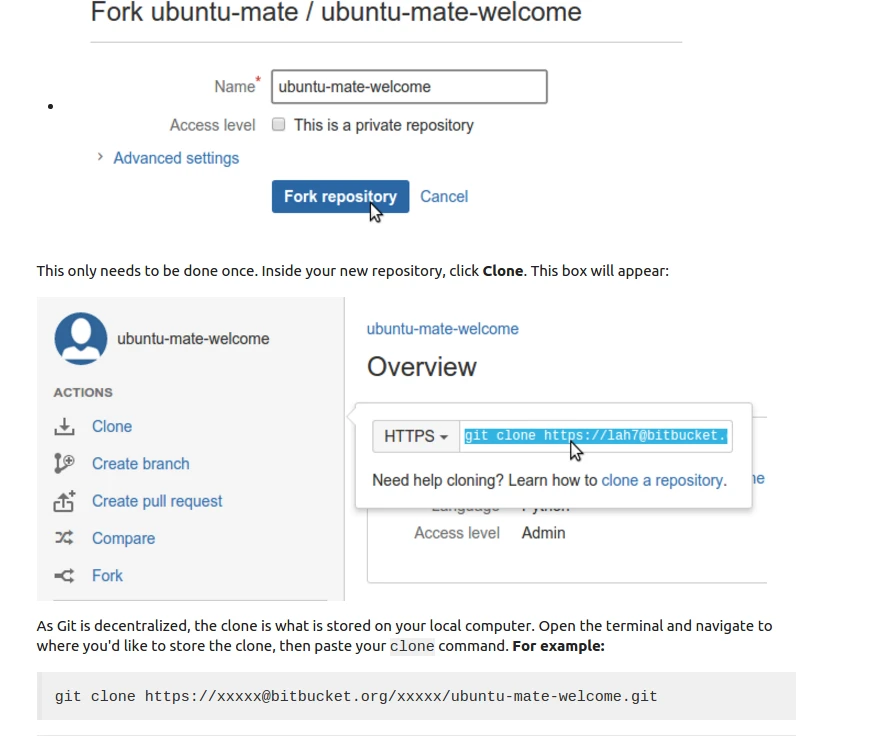 Fork ubuntu-mate / ubuntu-mate-welcome
Name*
ubuntu-mate-welcome
Access level
This is a private repository
Advanced settings
Fork repository
Cancel
This only needs to be done once. Inside your new repository, click Clone. This box will appear:
ubuntu-mate-welcome
ACTIONS
Clone
Create branch
Create pull request
Compare
Fork
ubuntu-mate-welcome
Overview
HTTPS
git clone https://lah7@bitbucket.
Need help cloning? Learn how to clone a repository.
Access level
Admin
As Git is decentralized, the clone is what is stored on your local computer. Open the terminal and navigate to
where you'd like to store the clone, then paste your clone command. For example:
git clone https://xxxxx@bitbucket.org/xxxxx/ubuntu-mate-welcome.git